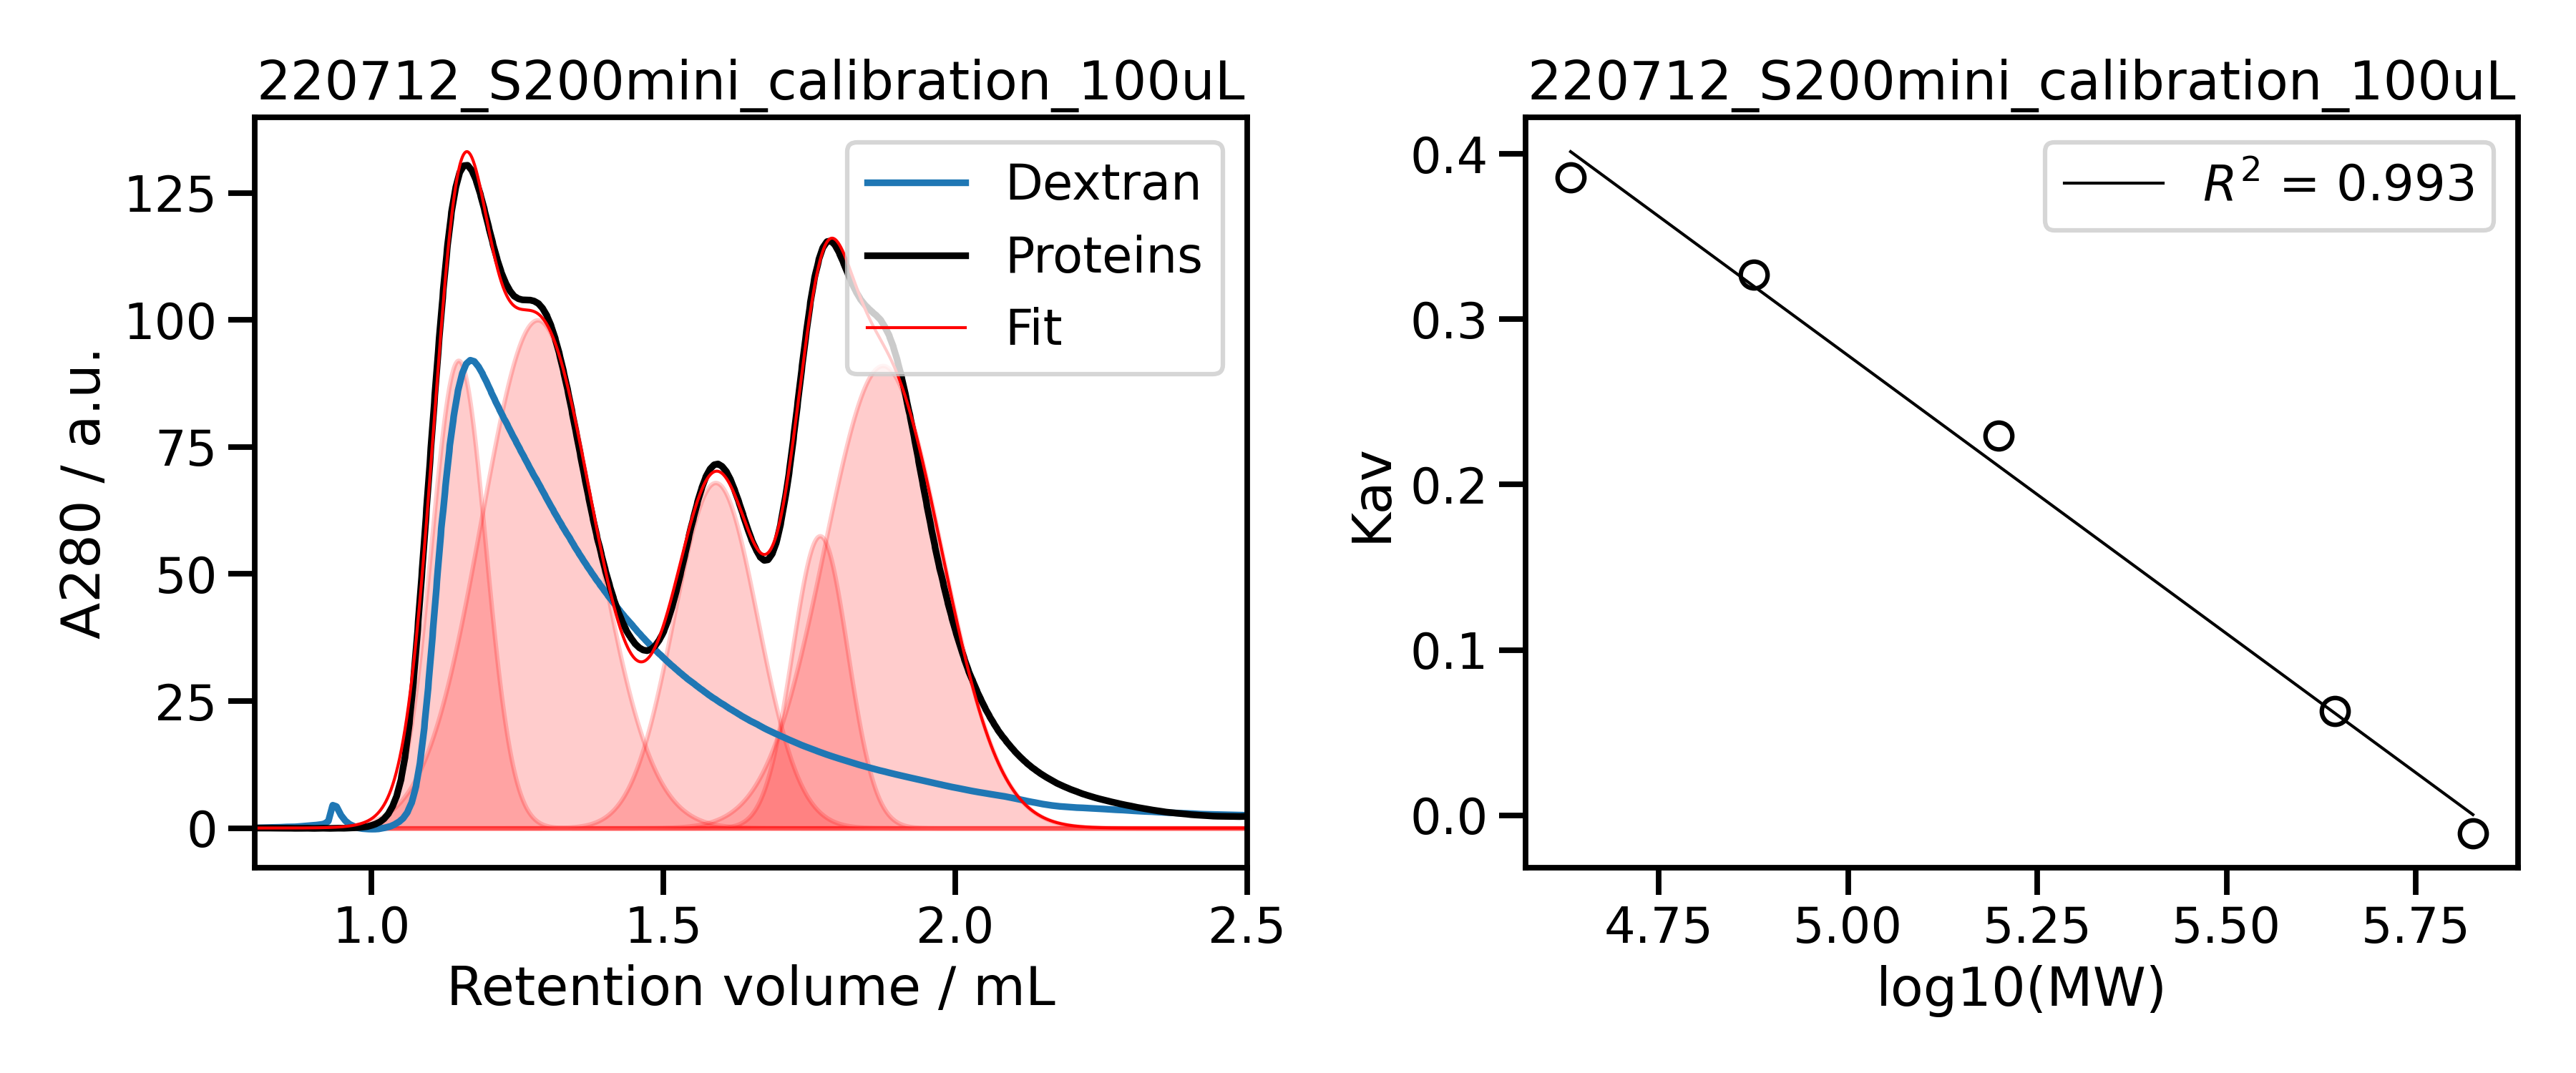 220712_S200mini_calibration_100uL
A280 / a.u.
125
100
75
50
25
0
Dextran
Proteins
Fit
1.0 1.5 2.0 2.5
Retention volume / mL
220712_S200mini_calibration_100uL
Kav
0.4
0.3
0.2
0.1
0.0
R² = 0.993
4.75 5.00 5.25 5.50 5.75
log10(MW)